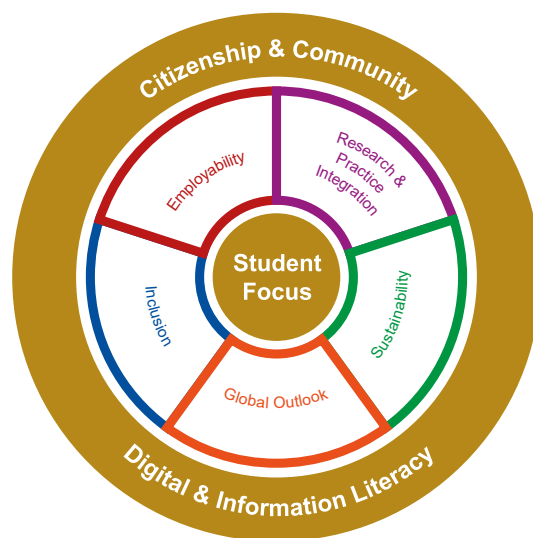 Citizenship & Community
Employability
Research &
Practice
Integration
Student
Focus
Inclusion
Sustainability
Global Outlook
Digital & Information Literacy